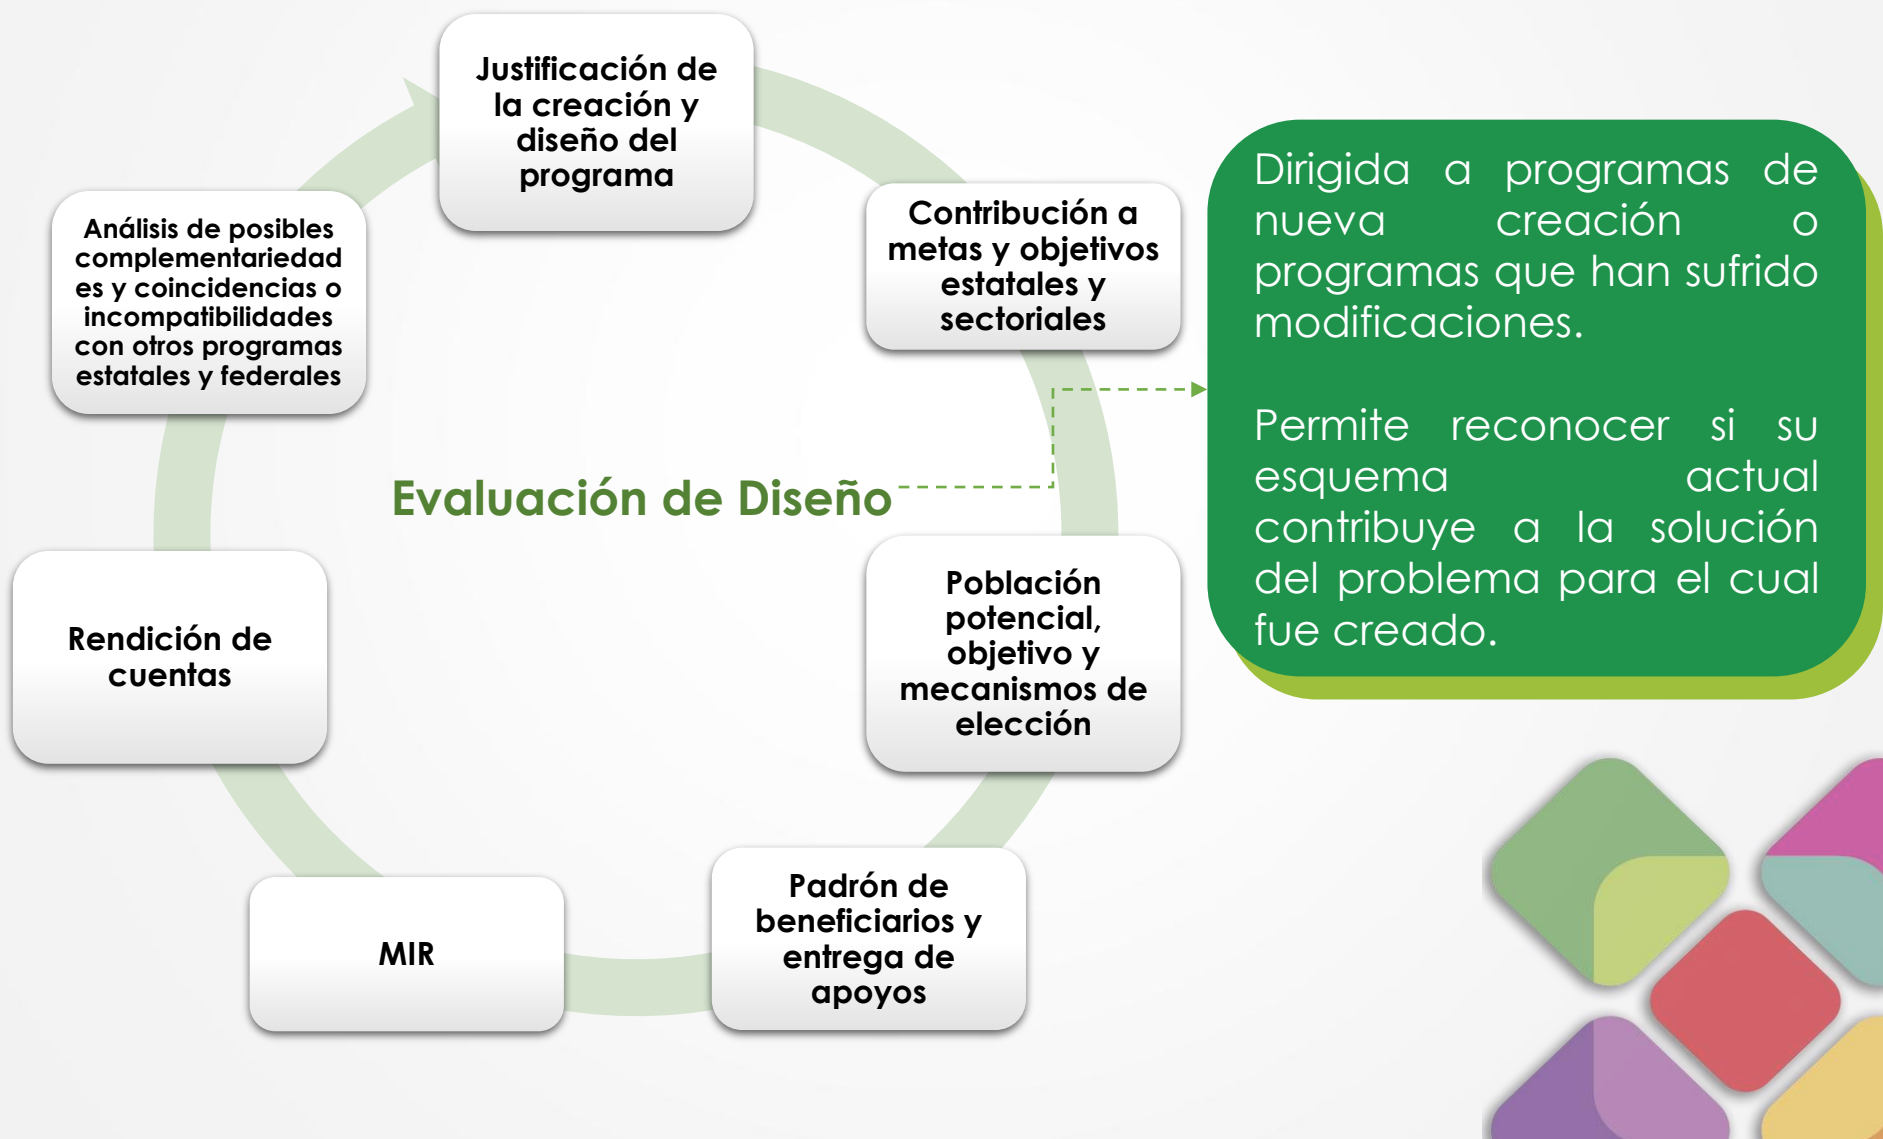 Justificación de
la creación y
diseño del
programa
Contribución a
metas y objetivos
estatales y
sectoriales
Población
potencial,
objetivo y
mecanismos de
elección
Padrón de
beneficiarios y
entrega de
apoyos
MIR
Rendición de
cuentas
Análisis de posibles
complementariedad
es y coincidencias o
incompatibilidades
con otros programas
estatales y federales
Evaluación de Diseño
Dirigida a programas de
nueva creación o
programas que han sufrido
modificaciones.
Permite reconocer si su
esquema actual
contribuye a la solución
del problema para el cual
fue creado.